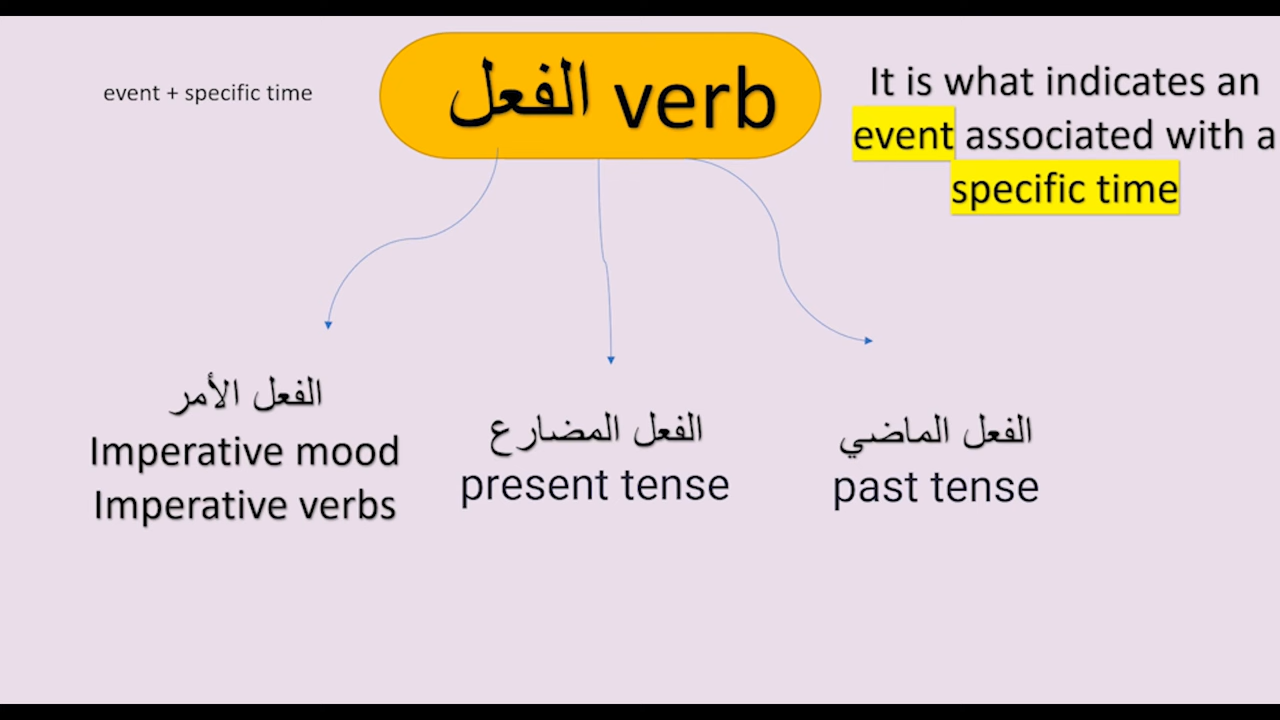 event + specific time
الفعل verb
It is what indicates an
event associated with a
specific time
الفعل الأمر
Imperative mood
Imperative verbs
الفعل المضارع
present tense
الفعل الماضي
past tense